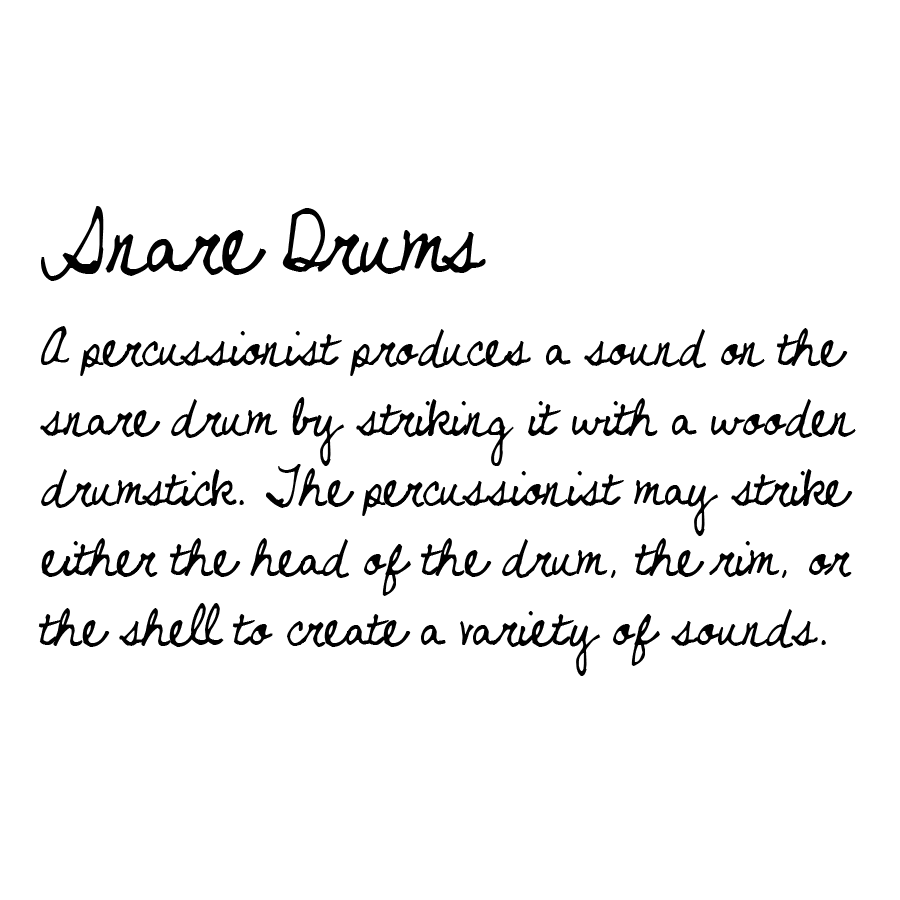 Snare Drums
A percussionist produces a sound on the
snare drum by striking it with a wooden
drumstick. The percussionist may strike
either the head of the drum, the rim, or
the shell to create a variety of sounds.